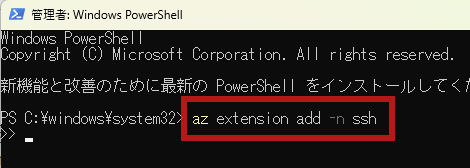 管理者: Windows PowerShell
Windows PowerShell
Copyright (C) Microsoft Corporation. All rights reserved.
新機能と改善のために最新の PowerShell をインストールしてく
PS C:¥windows¥system32> az extension add -n ssh
>>